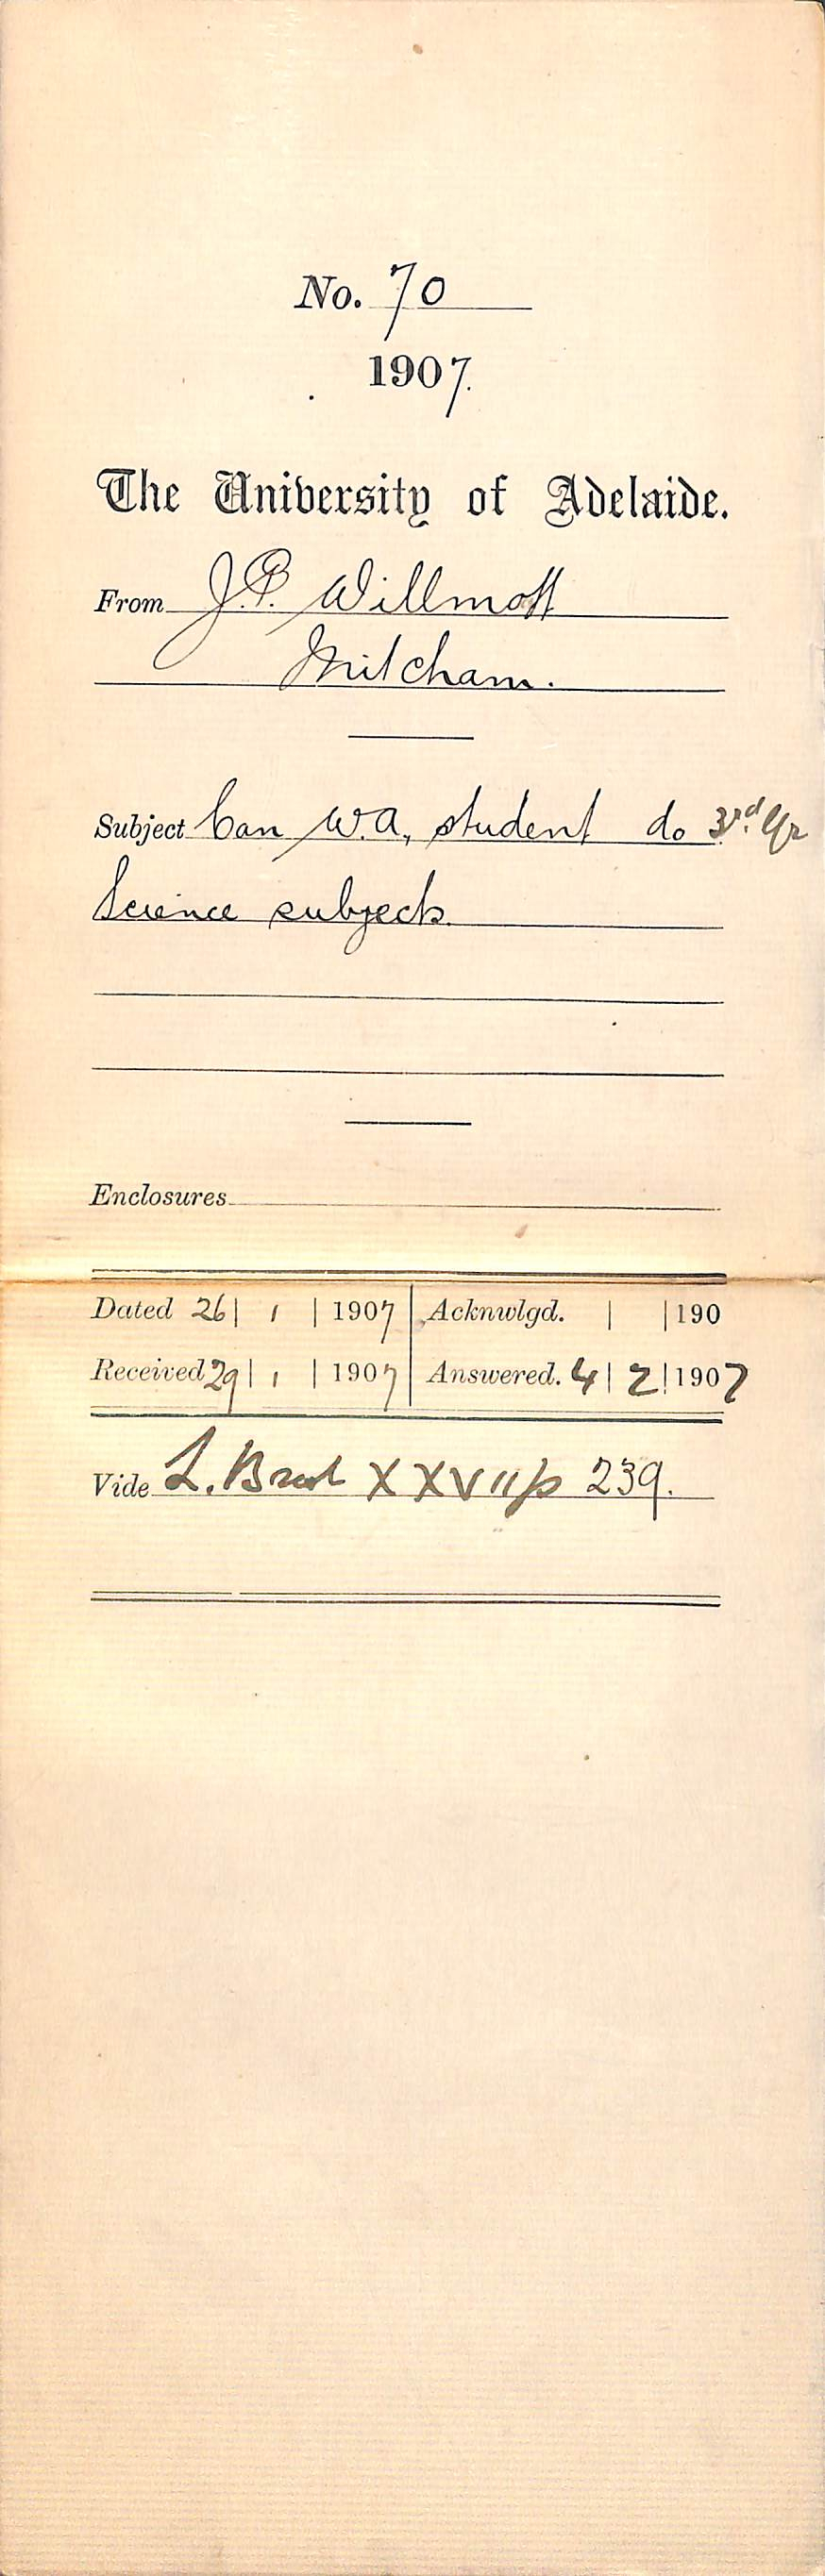 No. 70
1907.
The University of Adelaide.
From J.P. Willmott
Mitcham.
Subject Can W.A. student do 3rd Yr
Science subjects.
Enclosures
Dated 26 | 1 | 1907 Acknwlgd. | | 190
Received 29 | 1 | 1907 Answered. 4 | 2 | 1907
Vide L. Book XXVII p 239.